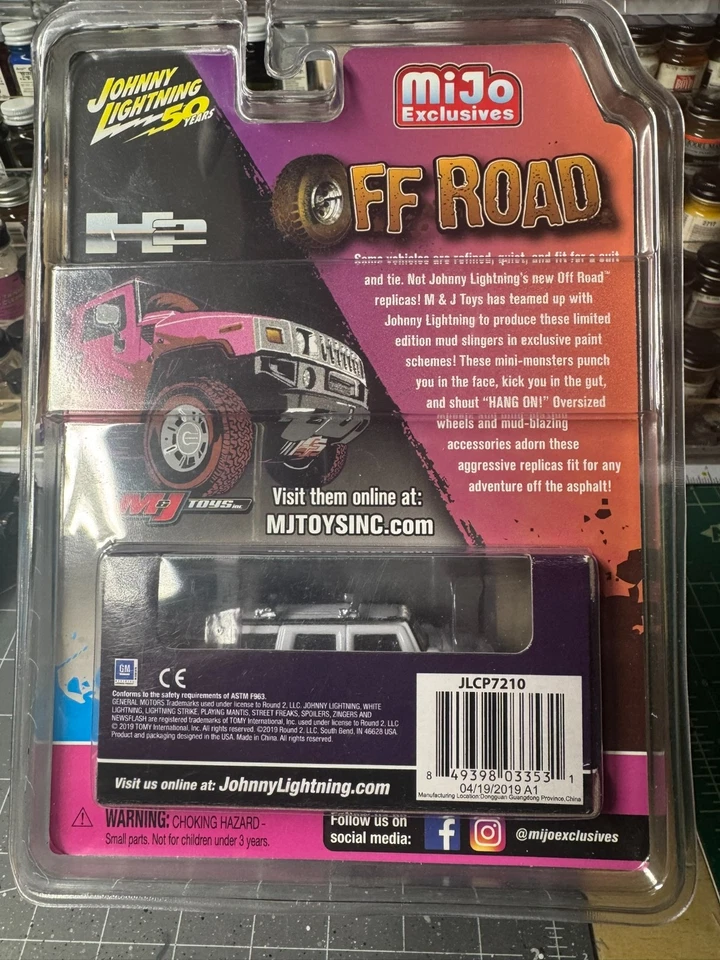 JOHNNY
LIGHTNING
50
YEARS
MiJo
Exclusives
OFF ROAD
H2
Some vehicles are refined, quiet, and fit for a suit
and tie. Not Johnny Lightning's new Off Road™
replicas! M & J Toys has teamed up with
Johnny Lightning to produce these limited
edition mud slingers in exclusive paint
schemes! These mini-monsters punch
you in the face, kick you in the gut,
and shout "HANG ON!" Oversized
wheels and mud-blazing
accessories adorn these
aggressive replicas fit for any
adventure off the asphalt!
M&J TOYS INC.
Visit them online at:
MJTOYSINC.com
GM
CE
Conforms to the safety requirements of ASTM F963.
GENERAL MOTORS Trademarks used under license to Round 2, LLC. JOHNNY LIGHTNING, WHITE
LIGHTNING, LIGHTNING STRIKE, PLAYING MANTIS, STREET FREAKS, SPOILERS, ZINGERS AND
NEWSFLASH are registered trademarks of TOMY International, Inc. used under license to Round 2, LLC
© 2019 TOMY International, Inc. All rights reserved. ©2019 Round 2, LLC, South Bend, IN 46628 USA
Product and packaging designed in the USA. Made in China. All rights reserved.
JLCP7210
8 49398 03353 1
04/19/2019 A1
Manufacturing Location:Dongguan Guangdong Province,China
Visit us online at: JohnnyLightning.com
WARNING: CHOKING HAZARD -
Small parts. Not for children under 3 years.
Follow us on
social media:
@mijoexclusives